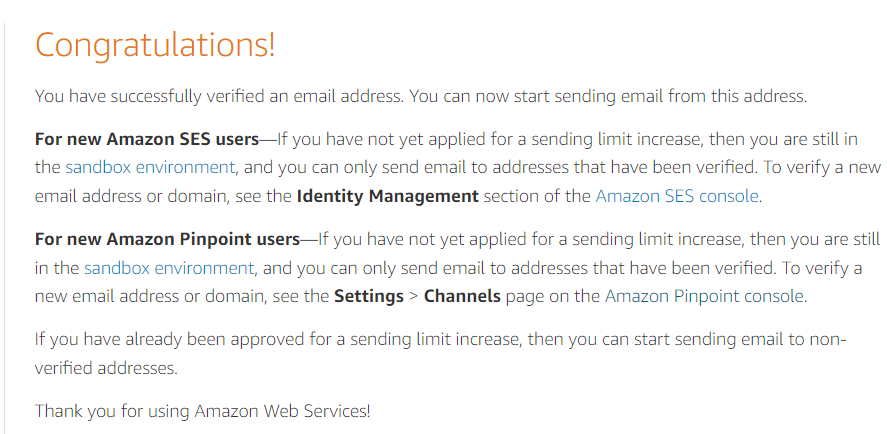 Congratulations!
You have successfully verified an email address. You can now start sending email from this address.
For new Amazon SES users—If you have not yet applied for a sending limit increase, then you are still in
the sandbox environment, and you can only send email to addresses that have been verified. To verify a new
email address or domain, see the Identity Management section of the Amazon SES console.
For new Amazon Pinpoint users—If you have not yet applied for a sending limit increase, then you are still
in the sandbox environment, and you can only send email to addresses that have been verified. To verify a
new email address or domain, see the Settings > Channels page on the Amazon Pinpoint console.
If you have already been approved for a sending limit increase, then you can start sending email to non-
verified addresses.
Thank you for using Amazon Web Services!